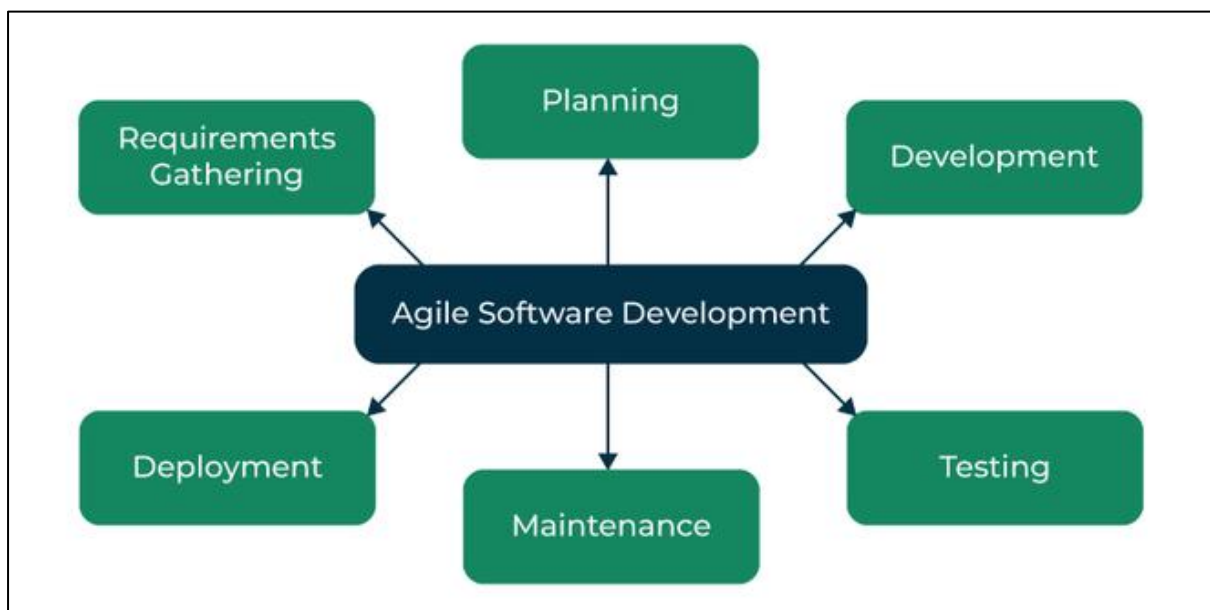 Planning
Requirements
Gathering
Development
Agile Software Development
Deployment
Testing
Maintenance